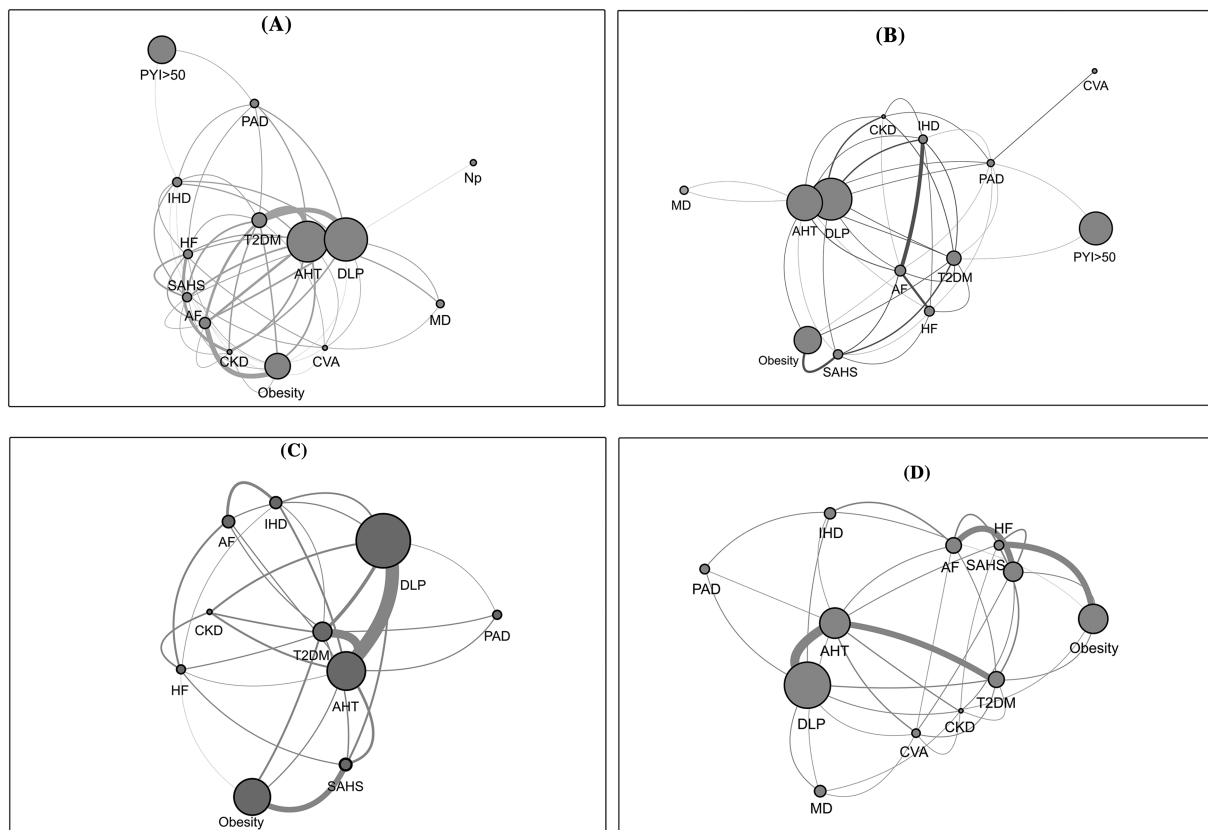 (A)
PYI>50
PAD
Np
IHD
T2DM
HF
AHT
DLP
SAHS
AF
MD
CKD
CVA
Obesity
(B)
CVA
CKD
IHD
PAD
MD
AHT
DLP
PYI>50
T2DM
AF
HF
Obesity
SAHS
(C)
IHD
AF
DLP
CKD
PAD
T2DM
HF
AHT
SAHS
Obesity
(D)
HF
IHD
AF
SAHS
PAD
AHT
Obesity
T2DM
DLP
CKD
CVA
MD